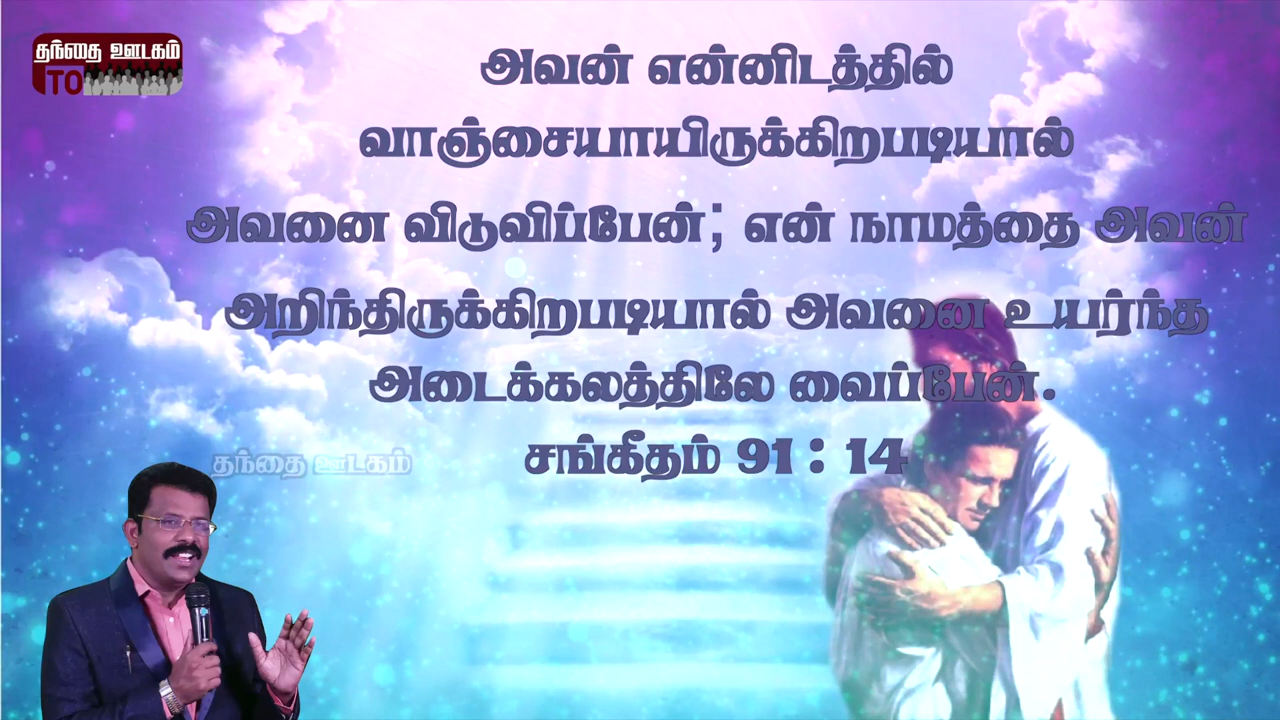 தந்தை ஊடகம்
TO
அவன் என்னிடத்தில்
வாஞ்சையாயிருக்கிறபடியால்
அவனை விடுவிப்பேன்; என் நாமத்தை அவன்
அறிந்திருக்கிறபடியால் அவனை உயர்ந்த
அடைக்கலத்திலே வைப்பேன்.
சங்கீதம் 91 : 14
தந்தை ஊடகம்